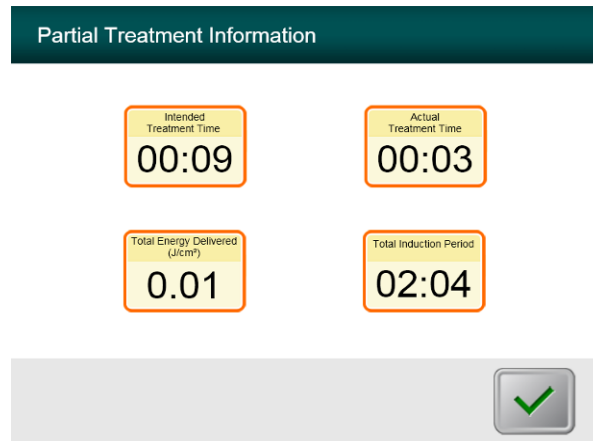 Partial Treatment Information
Intended
Treatment Time
00:09
Actual
Treatment Time
00:03
Total Energy Delivered
(J/cm²)
0.01
Total Induction Period
02:04